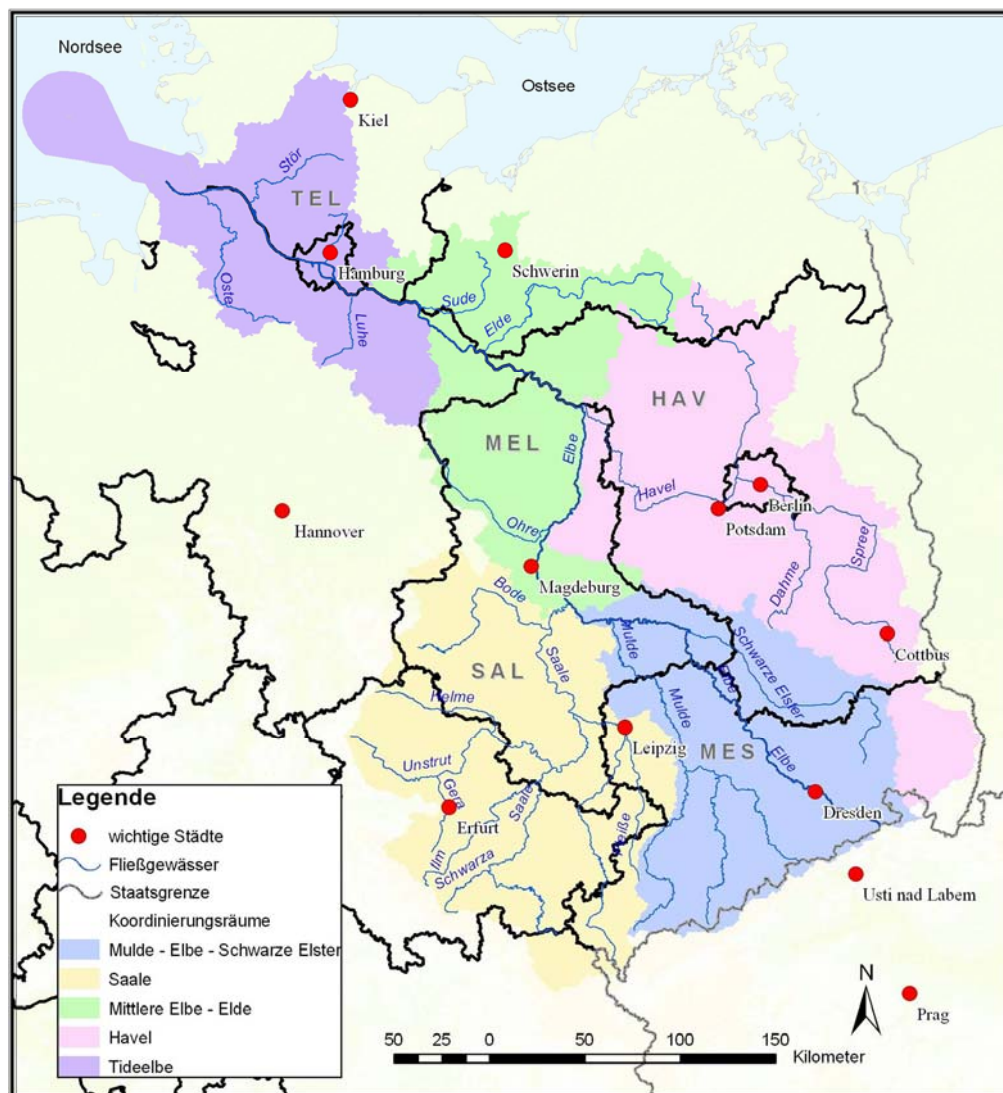 Nordsee
Ostsee
Kiel
Stör
TEL
Hamburg
Schwerin
Oste
Luhe
Sude
Elde
HAV
MEL
Elbe
Havel
Berlin
Potsdam
Hannover
Ohre
Spree
Dahme
Magdeburg
Bode
Cottbus
Mulde
Schwarze Elster
Saale
SAL
Elbe
Helme
Mulde
Leipzig
MES
Elbe
Unstrut
Gera
Saale
Dresden
Erfurt
Ilm
Schwarza
Usti nad Labem
Prag
N
Legende
wichtige Städte
Fließgewässer
Staatsgrenze
Koordinierungsräume
Mulde - Elbe - Schwarze Elster
Saale
Mittlere Elbe - Elde
Havel
Tideelbe
50 25 0 50 100 150
Kilometer